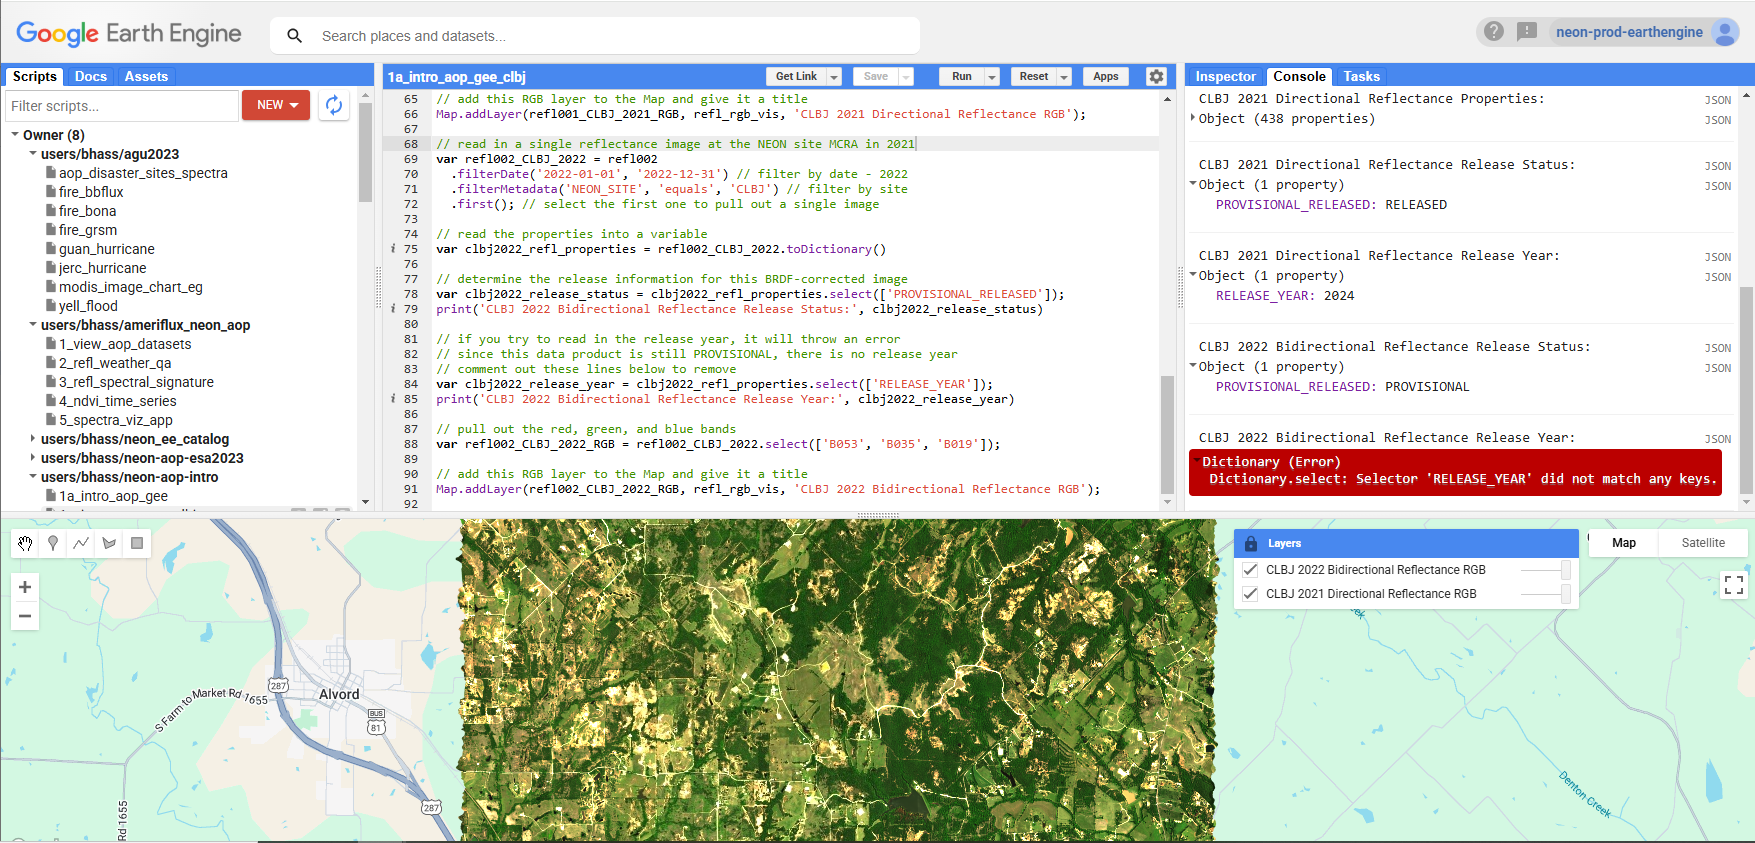 Google Earth Engine
Search places and datasets...
neon-prod-earthengine
Scripts
Docs
Assets
Filter scripts...
NEW
Owner (8)
users/bhass/agu2023
aop_disaster_sites_spectra
fire_bbflux
fire_bona
fire_grsm
guan_hurricane
jerc_hurricane
modis_image_chart_eg
yell_flood
users/bhass/ameriflux_neon_aop
1_view_aop_datasets
2_refl_weather_qa
3_refl_spectral_signature
4_ndvi_time_series
5_spectra_viz_app
users/bhass/neon_ee_catalog
users/bhass/neon-aop-esa2023
users/bhass/neon-aop-intro
1a_intro_aop_gee
1a_intro_aop_gee_clbj
Get Link
Save
Run
Reset
Apps
65 // add this RGB layer to the Map and give it a title
66 Map.addLayer(refl001_CLBJ_2021_RGB, refl_rgb_vis, 'CLBJ 2021 Directional Reflectance RGB');
67
68 // read in a single reflectance image at the NEON site MCRA in 2021
69 var refl002_CLBJ_2022 = refl002
70 .filterDate('2022-01-01', '2022-12-31') // filter by date - 2022
71 .filterMetadata('NEON_SITE', 'equals', 'CLBJ') // filter by site
72 .first(); // select the first one to pull out a single image
73
74 // read the properties into a variable
i 75 var clbj2022_refl_properties = refl002_CLBJ_2022.toDictionary()
76
77 // determine the release information for this BRDF-corrected image
78 var clbj2022_release_status = clbj2022_refl_properties.select(['PROVISIONAL_RELEASED']);
i 79 print('CLBJ 2022 Bidirectional Reflectance Release Status:', clbj2022_release_status)
80
81 // if you try to read in the release year, it will throw an error
82 // since this data product is still PROVISIONAL, there is no release year
83 // comment out these lines below to remove
84 var clbj2022_release_year = clbj2022_refl_properties.select(['RELEASE_YEAR']);
i 85 print('CLBJ 2022 Bidirectional Reflectance Release Year:', clbj2022_release_year)
86
87 // pull out the red, green, and blue bands
88 var refl002_CLBJ_2022_RGB = refl002_CLBJ_2022.select(['B053', 'B035', 'B019']);
89
90 // add this RGB layer to the Map and give it a title
91 Map.addLayer(refl002_CLBJ_2022_RGB, refl_rgb_vis, 'CLBJ 2022 Bidirectional Reflectance RGB');
92
Inspector
Console
Tasks
CLBJ 2021 Directional Reflectance Properties: JSON
Object (438 properties) JSON
CLBJ 2021 Directional Reflectance Release Status: JSON
Object (1 property) JSON
PROVISIONAL_RELEASED: RELEASED
CLBJ 2021 Directional Reflectance Release Year: JSON
Object (1 property) JSON
RELEASE_YEAR: 2024
CLBJ 2022 Bidirectional Reflectance Release Status: JSON
Object (1 property) JSON
PROVISIONAL_RELEASED: PROVISIONAL
CLBJ 2022 Bidirectional Reflectance Release Year: JSON
Dictionary (Error)
Dictionary.select: Selector 'RELEASE_YEAR' did not match any keys.
Layers
CLBJ 2022 Bidirectional Reflectance RGB
CLBJ 2021 Directional Reflectance RGB
Map
Satellite
Alvord
S Farm to Market Rd 1655
287
BUS
81
287
Rd 1655
Denton Creek